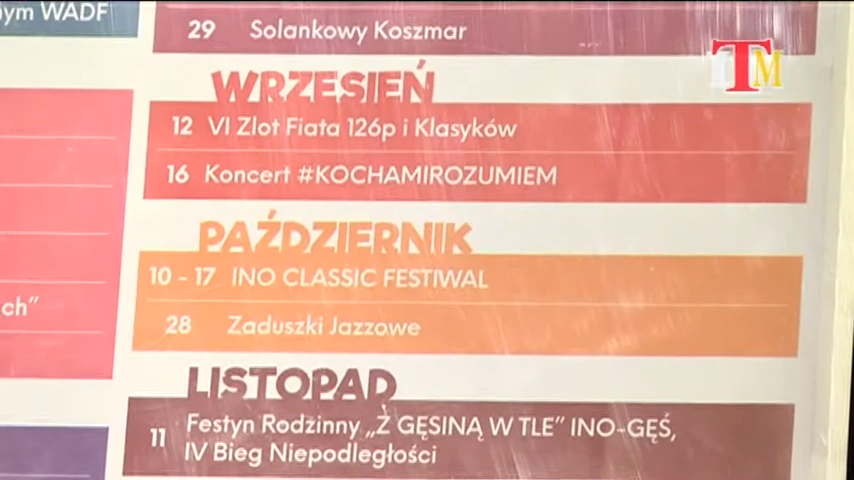 ym WADF
29 Solankowy Koszmar
TM
WRZESIEŃ
12 VI Zlot Fiata 126p i Klasyków
16 Koncert #KOCHAMIROZUMIEM
PAŹDZIERNIK
10 - 17 INO CLASSIC FESTIWAL
ch”
28 Zaduszki Jazzowe
LISTOPAD
11 Festyn Rodzinny „Z GĘSINĄ W TLE” INO-GĘŚ,
IV Bieg Niepodległości